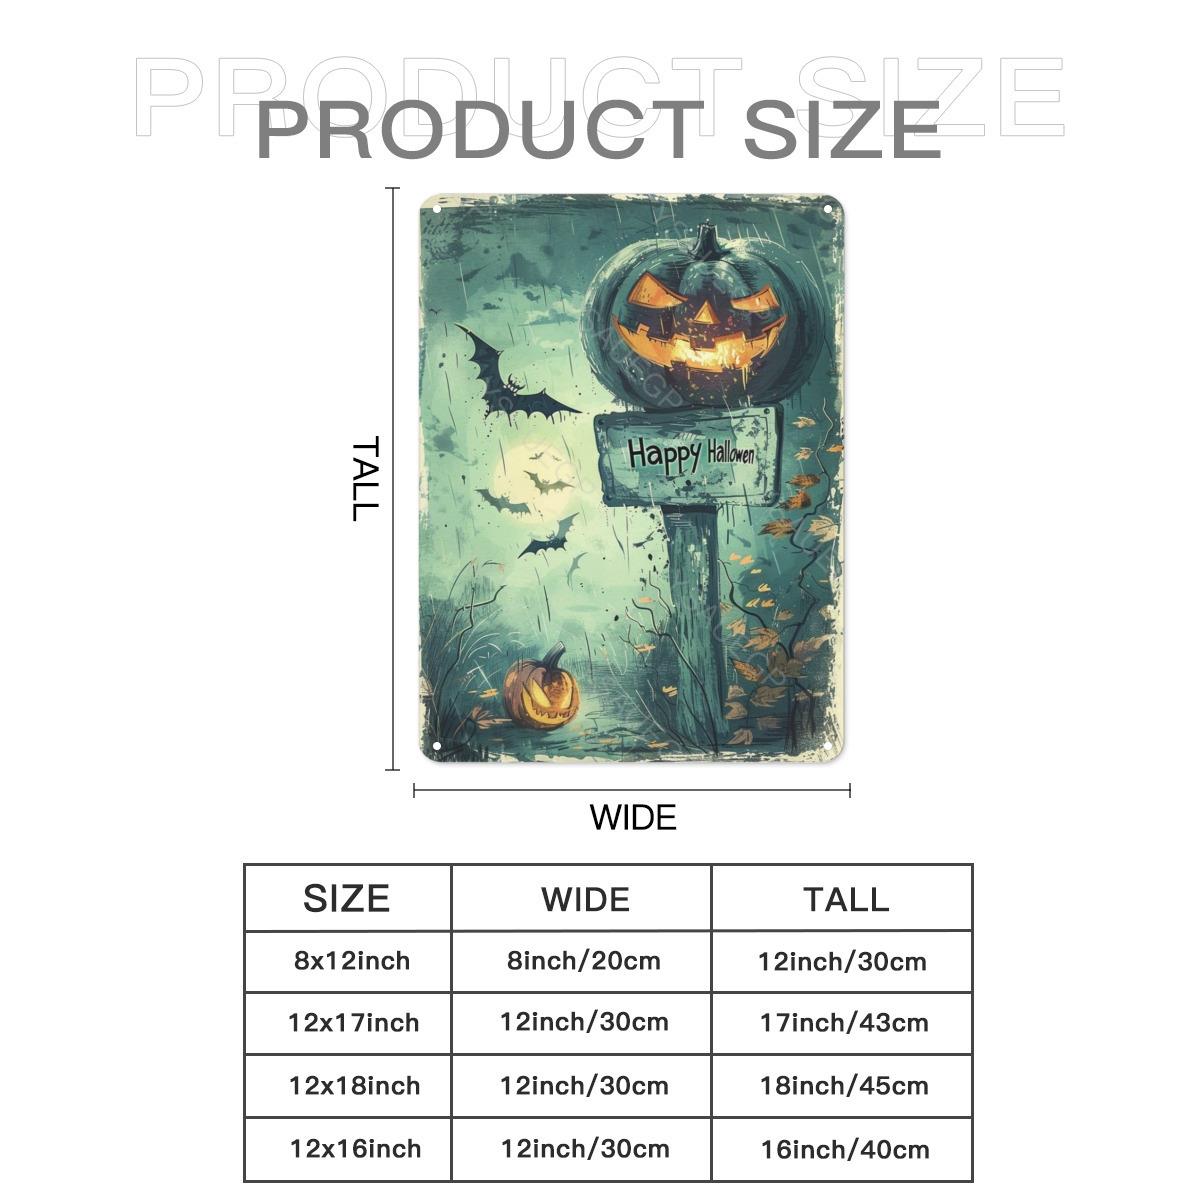 PRODUCT SIZE
PRODUCT SIZE
Happy Hallowen
TALL
WIDE
SIZE WIDE TALL
8x12inch 8inch/20cm 12inch/30cm
12x17inch 12inch/30cm 17inch/43cm
12x18inch 12inch/30cm 18inch/45cm
12x16inch 12inch/30cm 16inch/40cm